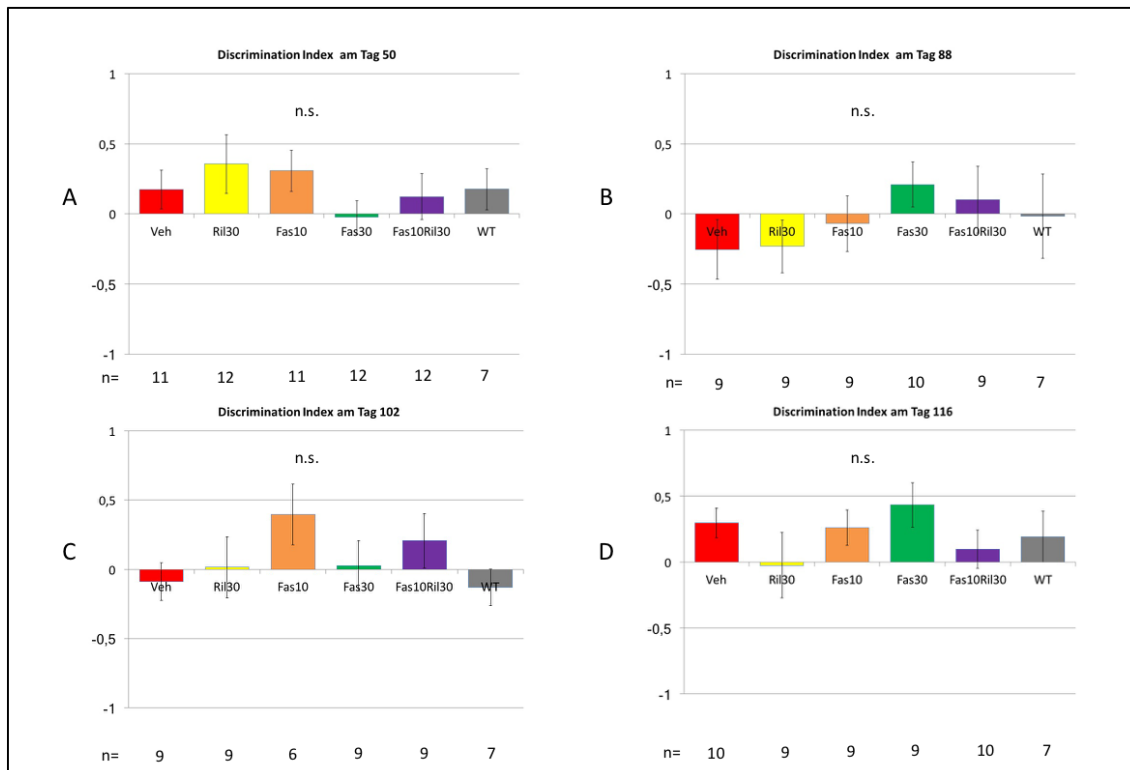 Discrimination Index am Tag 50
1
n.s.
0,5
A
0
Veh Ril30 Fas10 Fas30 Fas10Ril30 WT
-0,5
-1
n= 11 12 11 12 12 7
Discrimination Index am Tag 88
1
n.s.
0,5
B
0
Veh Ril30 Fas10 Fas30 Fas10Ril30 WT
-0,5
-1
n= 9 9 9 10 9 7
Discrimination Index am Tag 102
1
n.s.
0,5
C
0
Veh Ril30 Fas10 Fas30 Fas10Ril30 WT
-0,5
-1
n= 9 9 6 9 9 7
Discrimination Index am Tag 116
1
n.s.
0,5
D
0
Veh Ril30 Fas10 Fas30 Fas10Ril30 WT
-0,5
-1
n= 10 9 9 9 10 7